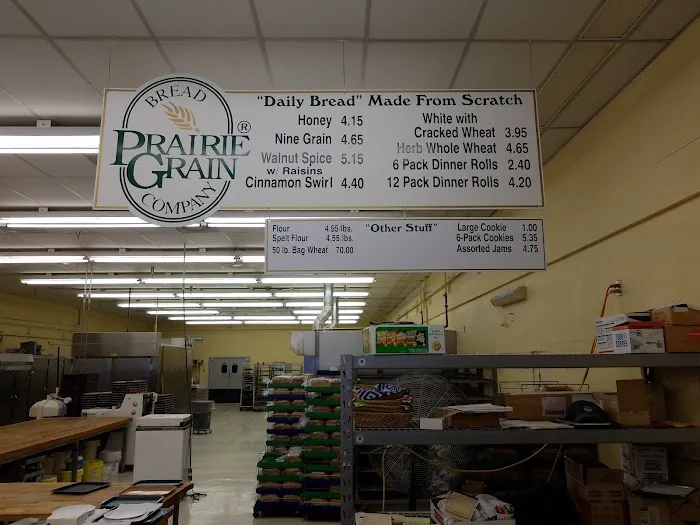 BREAD
PRAIRIE ®
GRAIN
COMPANY
"Daily Bread" Made From Scratch
Honey 4.15
Nine Grain 4.65
Walnut Spice 5.15
w/ Raisins
Cinnamon Swirl 4.40
White with
Cracked Wheat 3.95
Herb Whole Wheat 4.65
6 Pack Dinner Rolls 2.40
12 Pack Dinner Rolls 4.20
"Other Stuff"
Flour 4.55 lbs.
Spelt Flour 4.55 lbs.
50 lb. Bag Wheat 70.00
Large Cookie 1.00
6-Pack Cookies 5.35
Assorted Jams 4.75